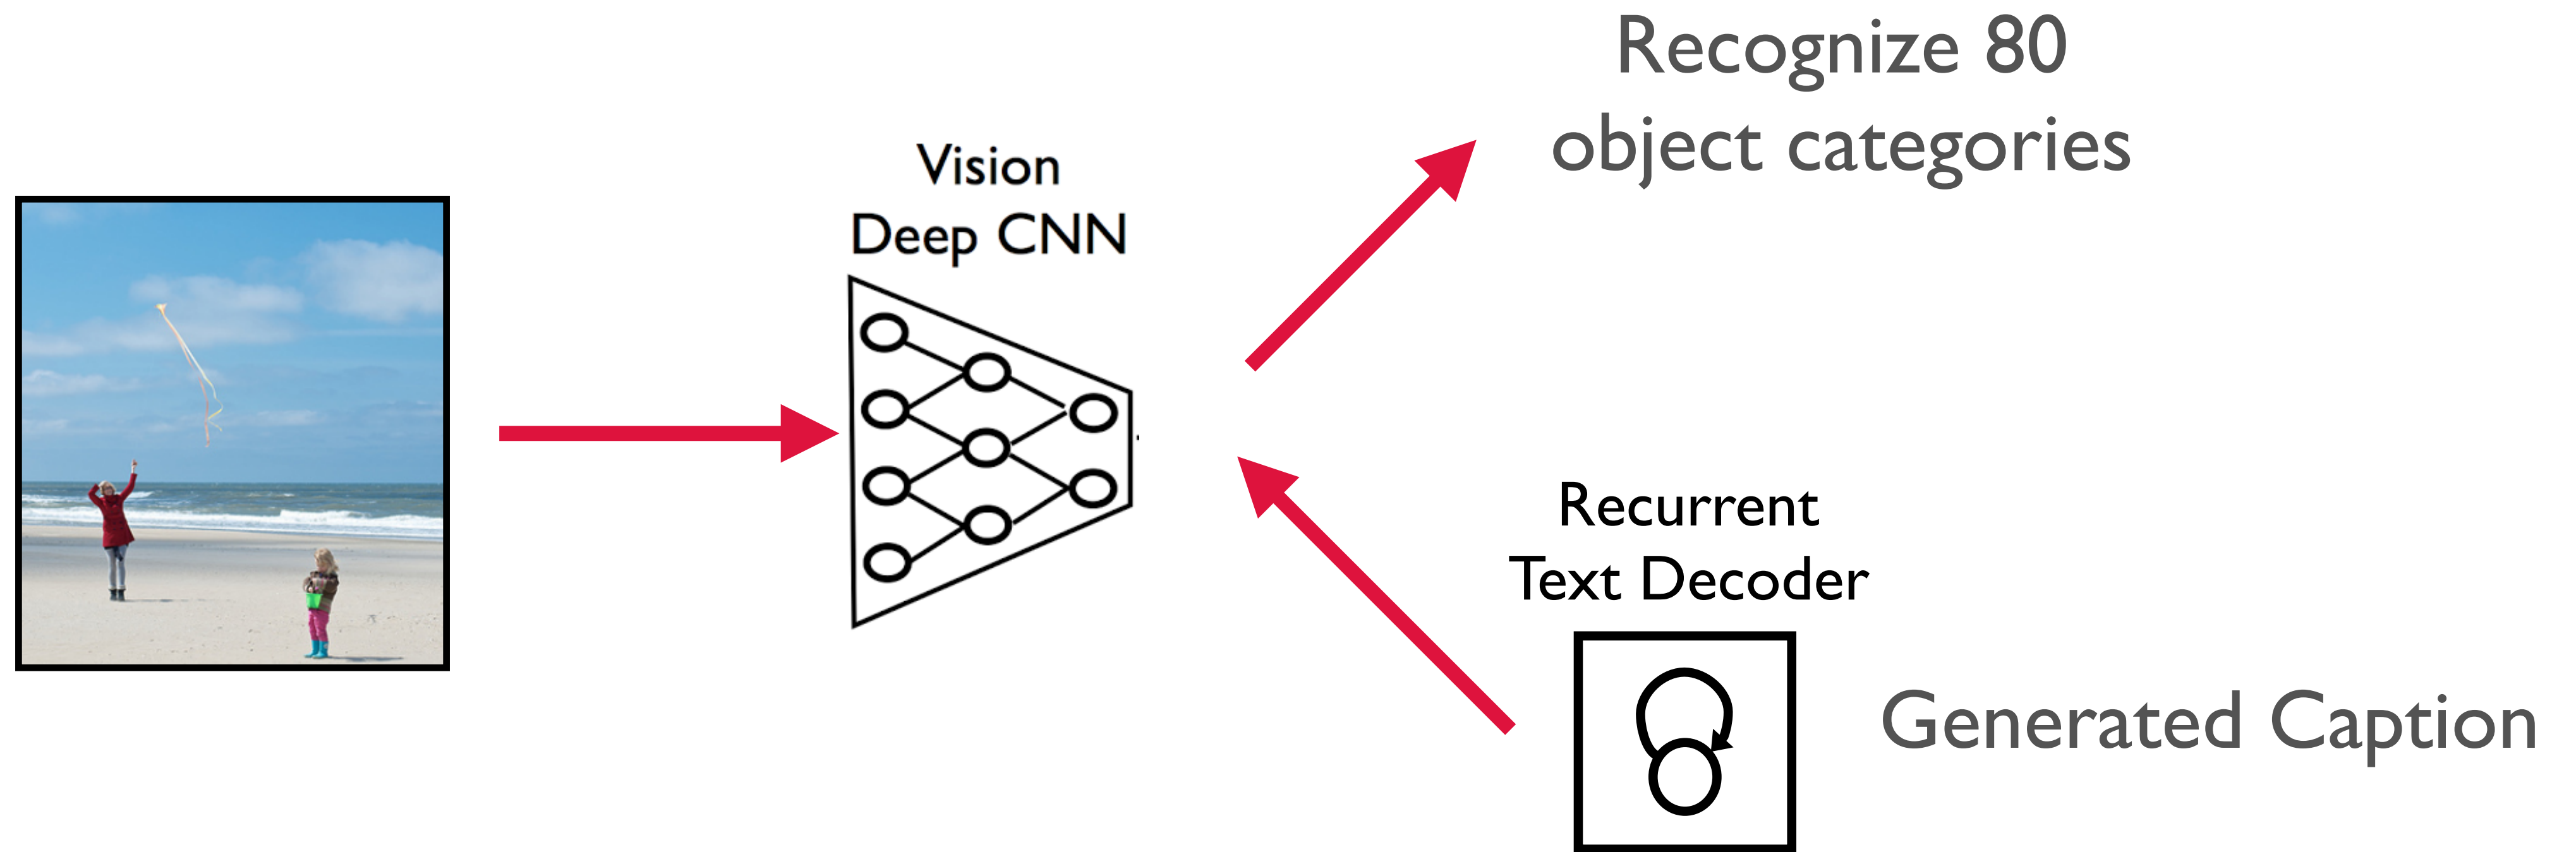 Recognize 80
object categories
Vision
Deep CNN
Recurrent
Text Decoder
Generated Caption